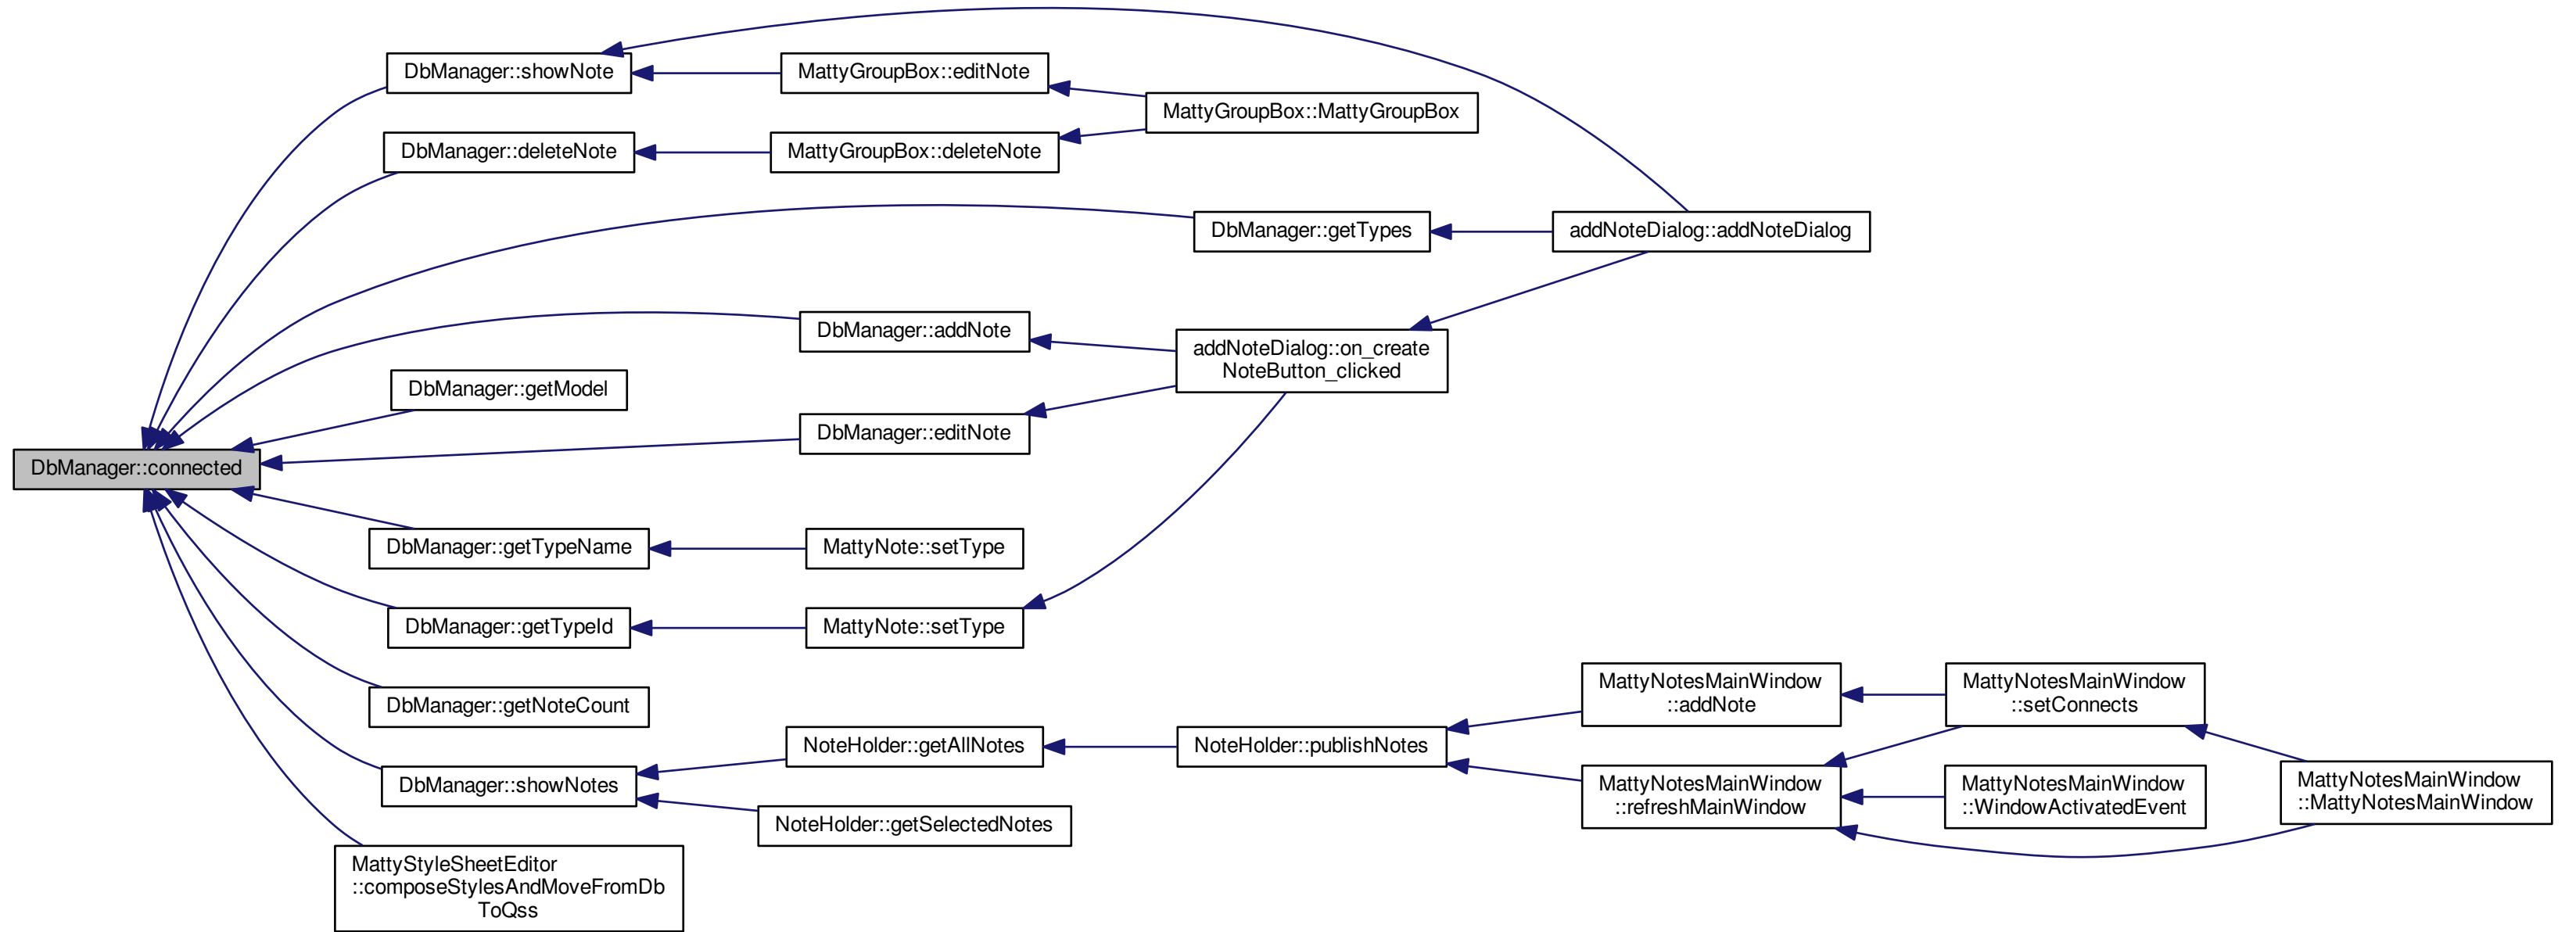 DbManager::showNote
MattyGroupBox::editNote
MattyGroupBox::MattyGroupBox
DbManager::deleteNote
MattyGroupBox::deleteNote
DbManager::getTypes
addNoteDialog::addNoteDialog
DbManager::addNote
addNoteDialog::on_create
NoteButton_clicked
DbManager::getModel
DbManager::editNote
DbManager::connected
DbManager::getTypeName
MattyNote::setType
DbManager::getTypeId
MattyNote::setType
DbManager::getNoteCount
DbManager::showNotes
NoteHolder::getAllNotes
NoteHolder::getSelectedNotes
NoteHolder::publishNotes
MattyNotesMainWindow
::addNote
MattyNotesMainWindow
::refreshMainWindow
MattyNotesMainWindow
::setConnects
MattyNotesMainWindow
::WindowActivatedEvent
MattyNotesMainWindow
::MattyNotesMainWindow
MattyStyleSheetEditor
::composeStylesAndMoveFromDb
ToQss